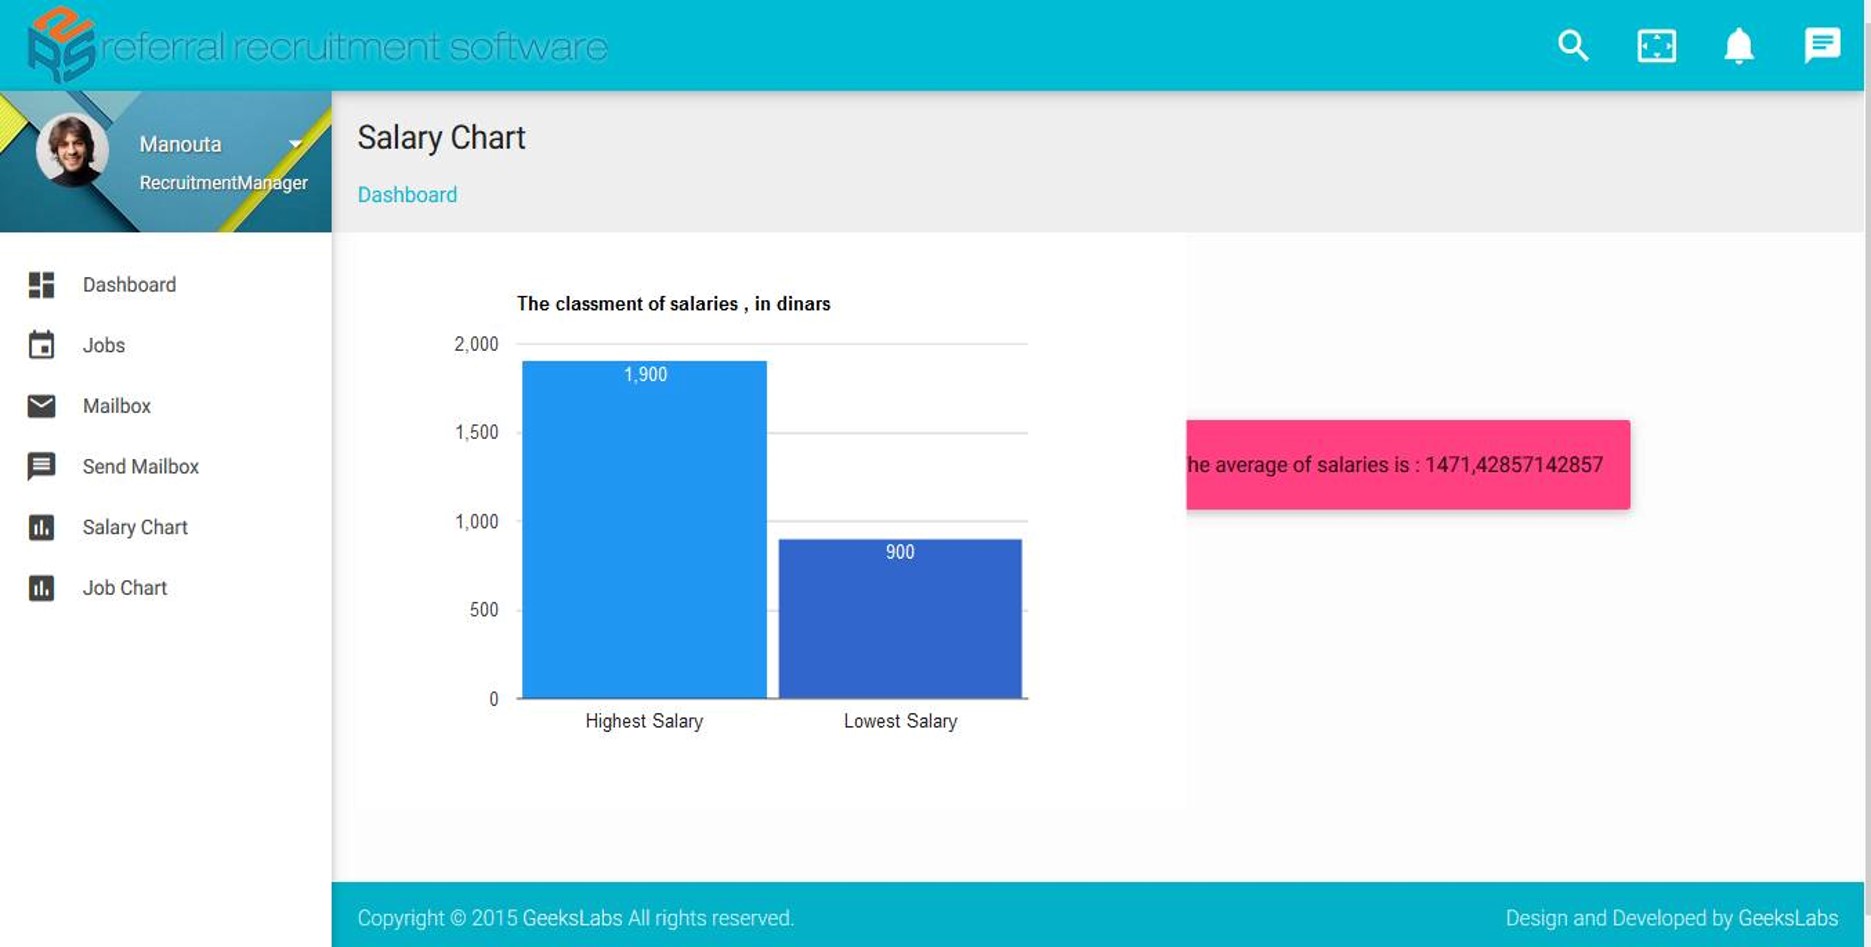 RRS referral recruitment software
Manouta
RecruitmentManager
Salary Chart
Dashboard
Dashboard
Jobs
Mailbox
Send Mailbox
Salary Chart
Job Chart
The classment of salaries , in dinars
2,000
1,500
1,000
500
0
1,900
900
Highest Salary
Lowest Salary
he average of salaries is : 1471,42857142857
Copyright © 2015 GeeksLabs All rights reserved.
Design and Developed by GeeksLabs